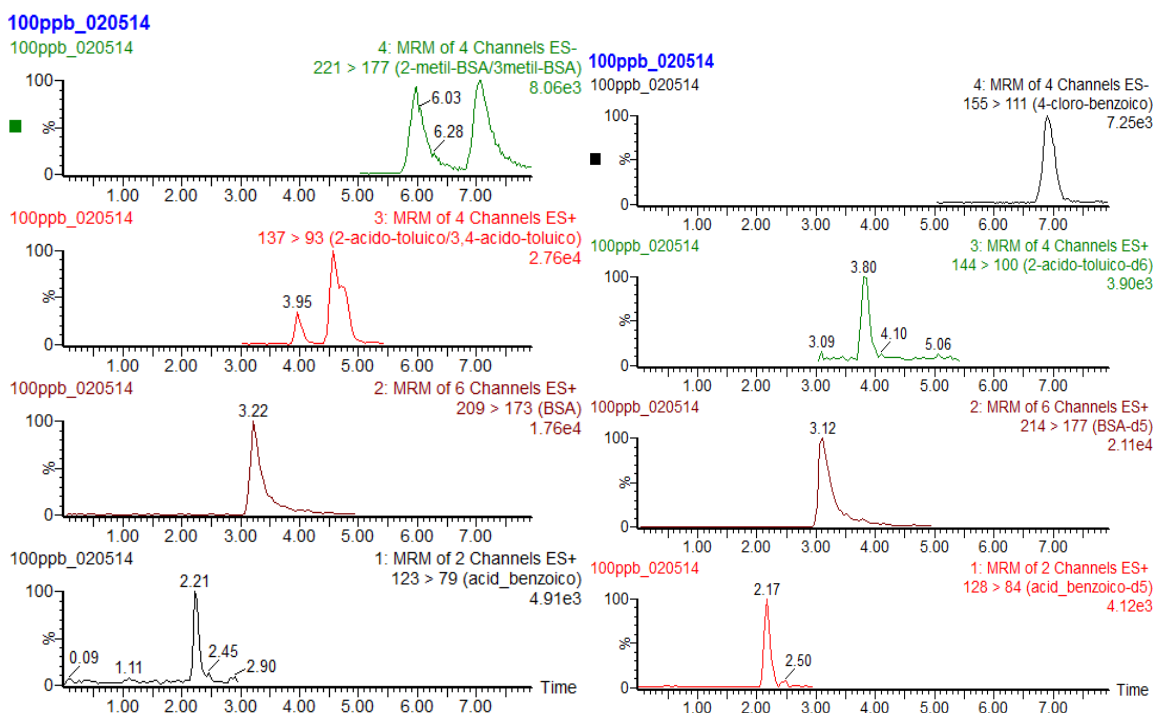 100ppb_020514
100ppb_020514
4: MRM of 4 Channels ES-
221 > 177 (2-metil-BSA/3metil-BSA)
8.06e3
100
%
0
6.03
6.28
1.00 2.00 3.00 4.00 5.00 6.00 7.00
100ppb_020514
3: MRM of 4 Channels ES+
137 > 93 (2-acido-toluico/3,4-acido-toluico)
2.76e4
100
%
0
3.95
1.00 2.00 3.00 4.00 5.00 6.00 7.00
100ppb_020514
2: MRM of 6 Channels ES+
209 > 173 (BSA)
1.76e4
100
%
0
3.22
1.00 2.00 3.00 4.00 5.00 6.00 7.00
100ppb_020514
1: MRM of 2 Channels ES+
123 > 79 (acid_benzoico)
4.91e3
100
%
0
0.09
1.11
2.21
2.45
2.90
Time
1.00 2.00 3.00 4.00 5.00 6.00 7.00
100ppb_020514
100ppb_020514
4: MRM of 4 Channels ES-
155 > 111 (4-cloro-benzoico)
7.25e3
100
%
0
1.00 2.00 3.00 4.00 5.00 6.00 7.00
100ppb_020514
3: MRM of 4 Channels ES+
144 > 100 (2-acido-toluico-d6)
3.90e3
100
%
0
3.09
3.80
4.10
5.06
1.00 2.00 3.00 4.00 5.00 6.00 7.00
100ppb_020514
2: MRM of 6 Channels ES+
214 > 177 (BSA-d5)
2.11e4
100
%
0
3.12
1.00 2.00 3.00 4.00 5.00 6.00 7.00
100ppb_020514
1: MRM of 2 Channels ES+
128 > 84 (acid_benzoico-d5)
4.12e3
100
%
0
2.17
2.50
Time
1.00 2.00 3.00 4.00 5.00 6.00 7.00